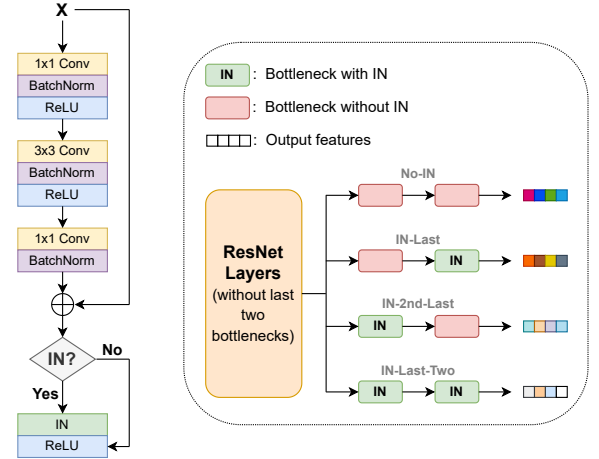 X
1x1 Conv
BatchNorm
ReLU
3x3 Conv
BatchNorm
ReLU
1x1 Conv
BatchNorm
IN?
No
Yes
IN
ReLU
IN : Bottleneck with IN
: Bottleneck without IN
: Output features
ResNet
Layers
(without last
two
bottlenecks)
No-IN
IN-Last
IN
IN-2nd-Last
IN
IN-Last-Two
IN IN